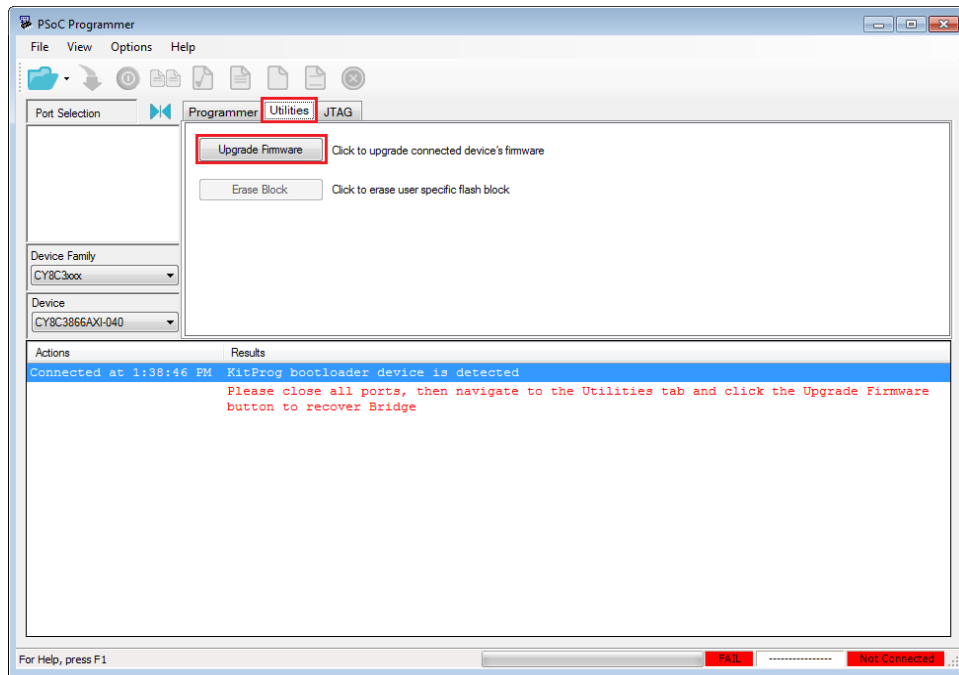 PSoC Programmer
File View Options Help
Port Selection
Programmer Utilities JTAG
Upgrade Firmware Click to upgrade connected device's firmware
Erase Block Click to erase user specific flash block
Device Family
CY8C3xxx
Device
CY8C3866AXI-040
Actions Results
Connected at 1:38:46 PM KitProg bootloader device is detected
Please close all ports, then navigate to the Utilities tab and click the Upgrade Firmware
button to recover Bridge
For Help, press F1 FAIL --------------- Not Connected